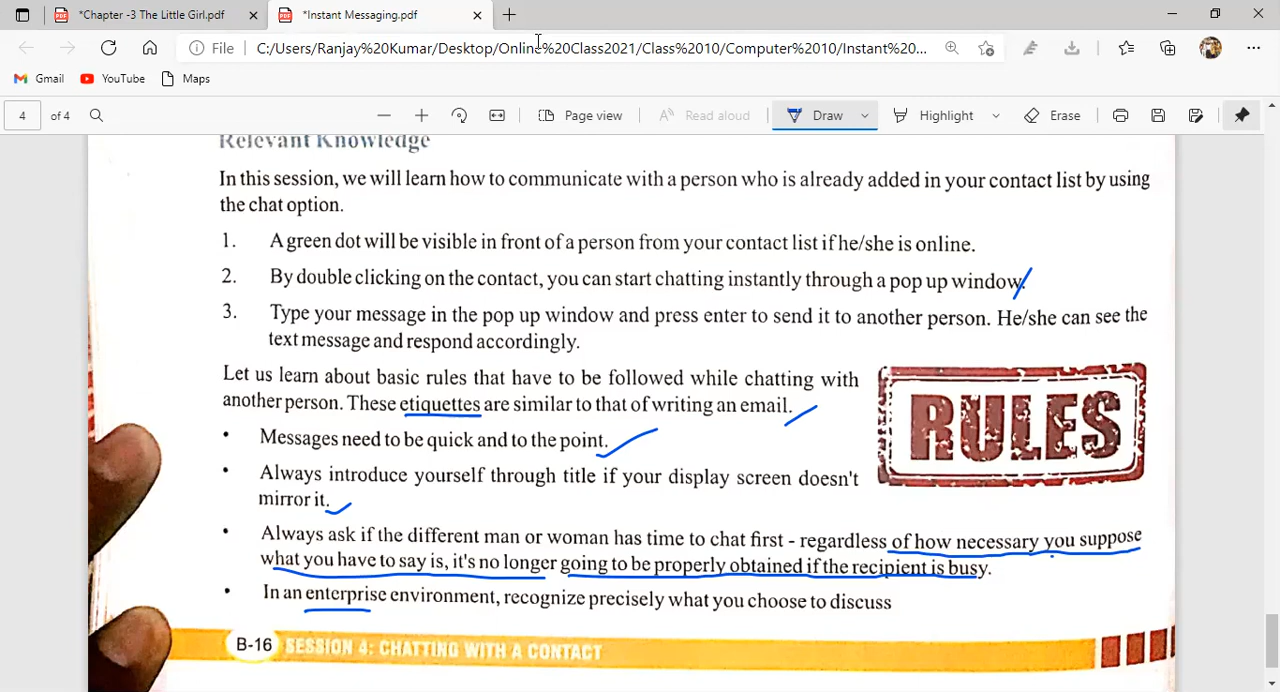 *Chapter -3 The Little Girl.pdf
*Instant Messaging.pdf
File C:/Users/Ranjay%20Kumar/Desktop/Online%20Class2021/Class%2010/Computer%2010/Instant%20...
Gmail YouTube Maps
4 of 4 Page view Read aloud Draw Highlight Erase
Relevant Knowledge
In this session, we will learn how to communicate with a person who is already added in your contact list by using
the chat option.
1. A green dot will be visible in front of a person from your contact list if he/she is online.
2. By double clicking on the contact, you can start chatting instantly through a pop up window.
3. Type your message in the pop up window and press enter to send it to another person. He/she can see the
text message and respond accordingly.
Let us learn about basic rules that have to be followed while chatting with
another person. These etiquettes are similar to that of writing an email.
• Messages need to be quick and to the point.
• Always introduce yourself through title if your display screen doesn't
mirror it.
RULES
• Always ask if the different man or woman has time to chat first - regardless of how necessary you suppose
what you have to say is, it's no longer going to be properly obtained if the recipient is busy.
• In an enterprise environment, recognize precisely what you choose to discuss
B-16 SESSION 4: CHATTING WITH A CONTACT